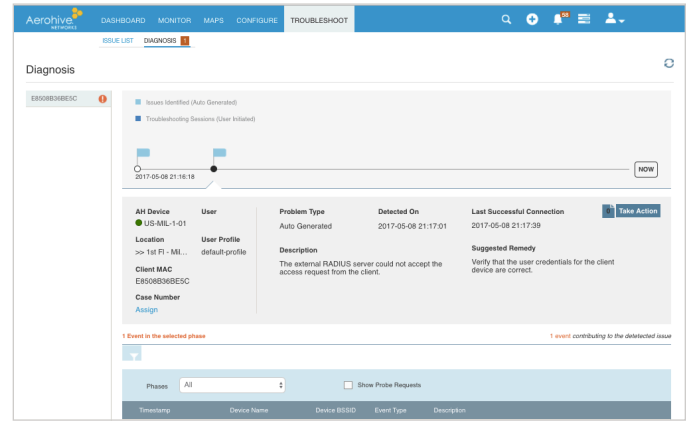 Aerohive
NETWORKS
DASHBOARD MONITOR MAPS CONFIGURE TROUBLESHOOT
58
ISSUE LIST DIAGNOSIS 1
Diagnosis
E8508B36BE5C
Issues Identified (Auto Generated)
Troubleshooting Sessions (User Initiated)
2017-05-08 21:16:18
NOW
AH Device User Problem Type Detected On Last Successful Connection Take Action
US-MIL-1-01 Auto Generated 2017-05-08 21:17:01 2017-05-08 21:17:39
Location User Profile
>> 1st Fl - Mil... default-profile
Description Suggested Remedy
The external RADIUS server could not accept the
access request from the client.
Verify that the user credentials for the client
device are correct.
Client MAC
E8508B36BE5C
Case Number
Assign
1 Event in the selected phase 1 event contributing to the detetected issue
Phases All Show Probe Requests
Timestamp Device Name Device BSSID Event Type Description